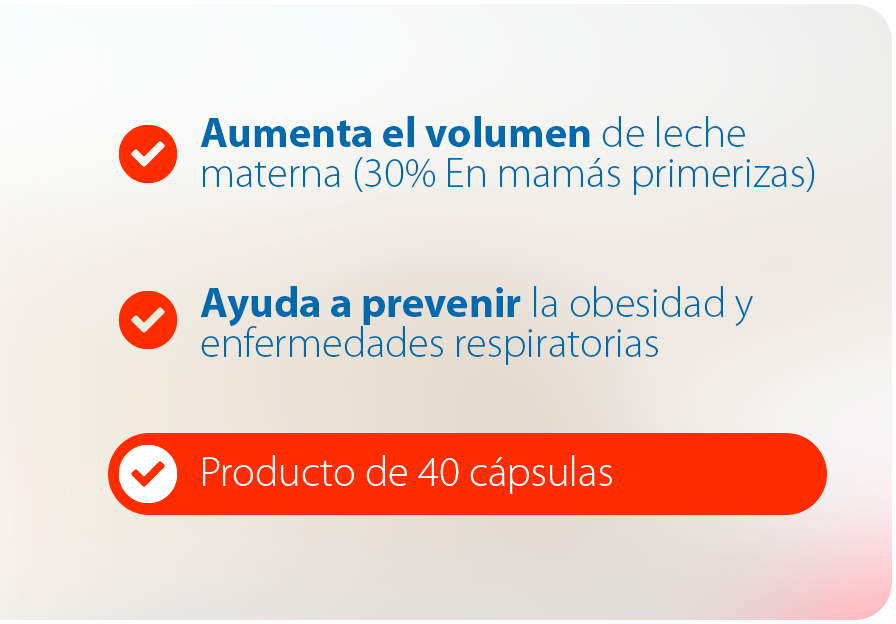 Aumenta el volumen de leche
materna (30% En mamás primerizas)
Ayuda a prevenir la obesidad y
enfermedades respiratorias
Producto de 40 cápsulas